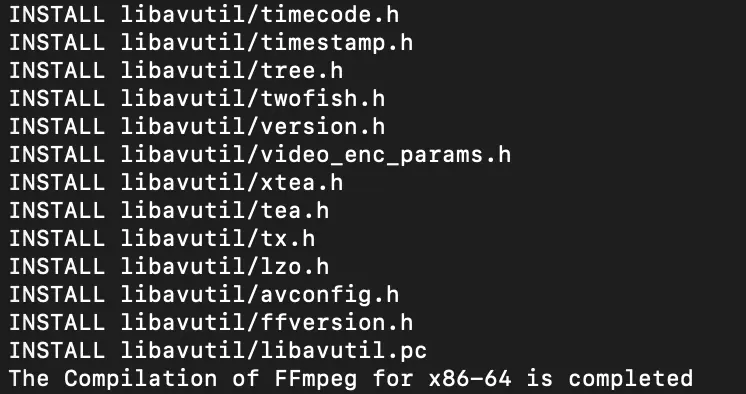 INSTALL libavutil/timecode.h
INSTALL libavutil/timestamp.h
INSTALL libavutil/tree.h
INSTALL libavutil/twofish.h
INSTALL libavutil/version.h
INSTALL libavutil/video_enc_params.h
INSTALL libavutil/xtea.h
INSTALL libavutil/tea.h
INSTALL libavutil/tx.h
INSTALL libavutil/lzo.h
INSTALL libavutil/avconfig.h
INSTALL libavutil/ffversion.h
INSTALL libavutil/libavutil.pc
The Compilation of FFmpeg for x86-64 is completed